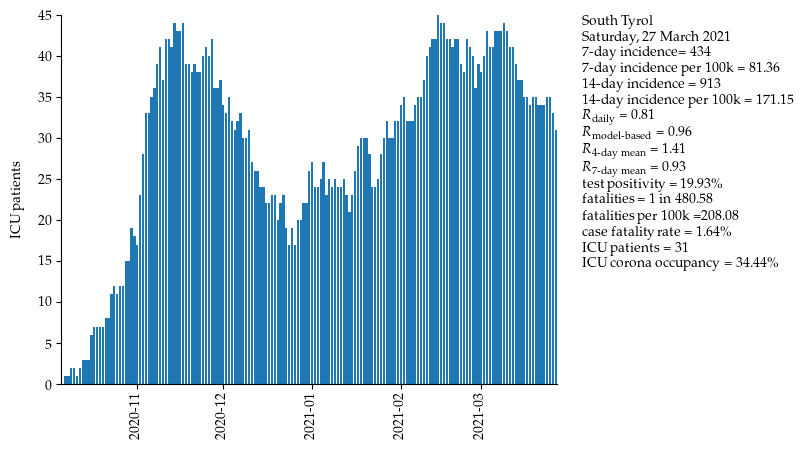 45
40
35
30
25
20
15
10
5
0
ICU patients
2020-11
2020-12
2021-01
2021-02
2021-03
South Tyrol
Saturday, 27 March 2021
7-day incidence= 434
7-day incidence per 100k = 81.36
14-day incidence = 913
14-day incidence per 100k = 171.15
R daily = 0.81
R model-based = 0.96
R 4-day mean = 1.41
R 7-day mean = 0.93
test positivity = 19.93%
fatalities = 1 in 480.58
fatalities per 100k =208.08
case fatality rate = 1.64%
ICU patients = 31
ICU corona occupancy = 34.44%